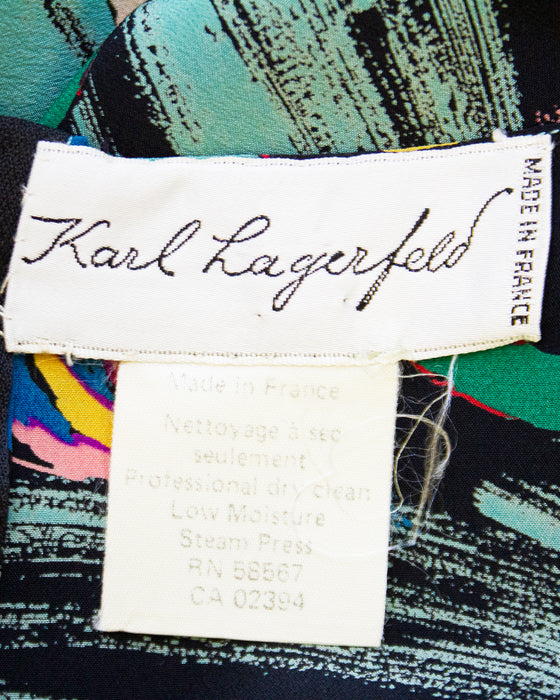 Karl Lagerfeld
MADE IN FRANCE
Made in France
Nettoyage à sec
seulement
Professional dry clean
Low Moisture
Steam Press
RN 58567
CA 02394